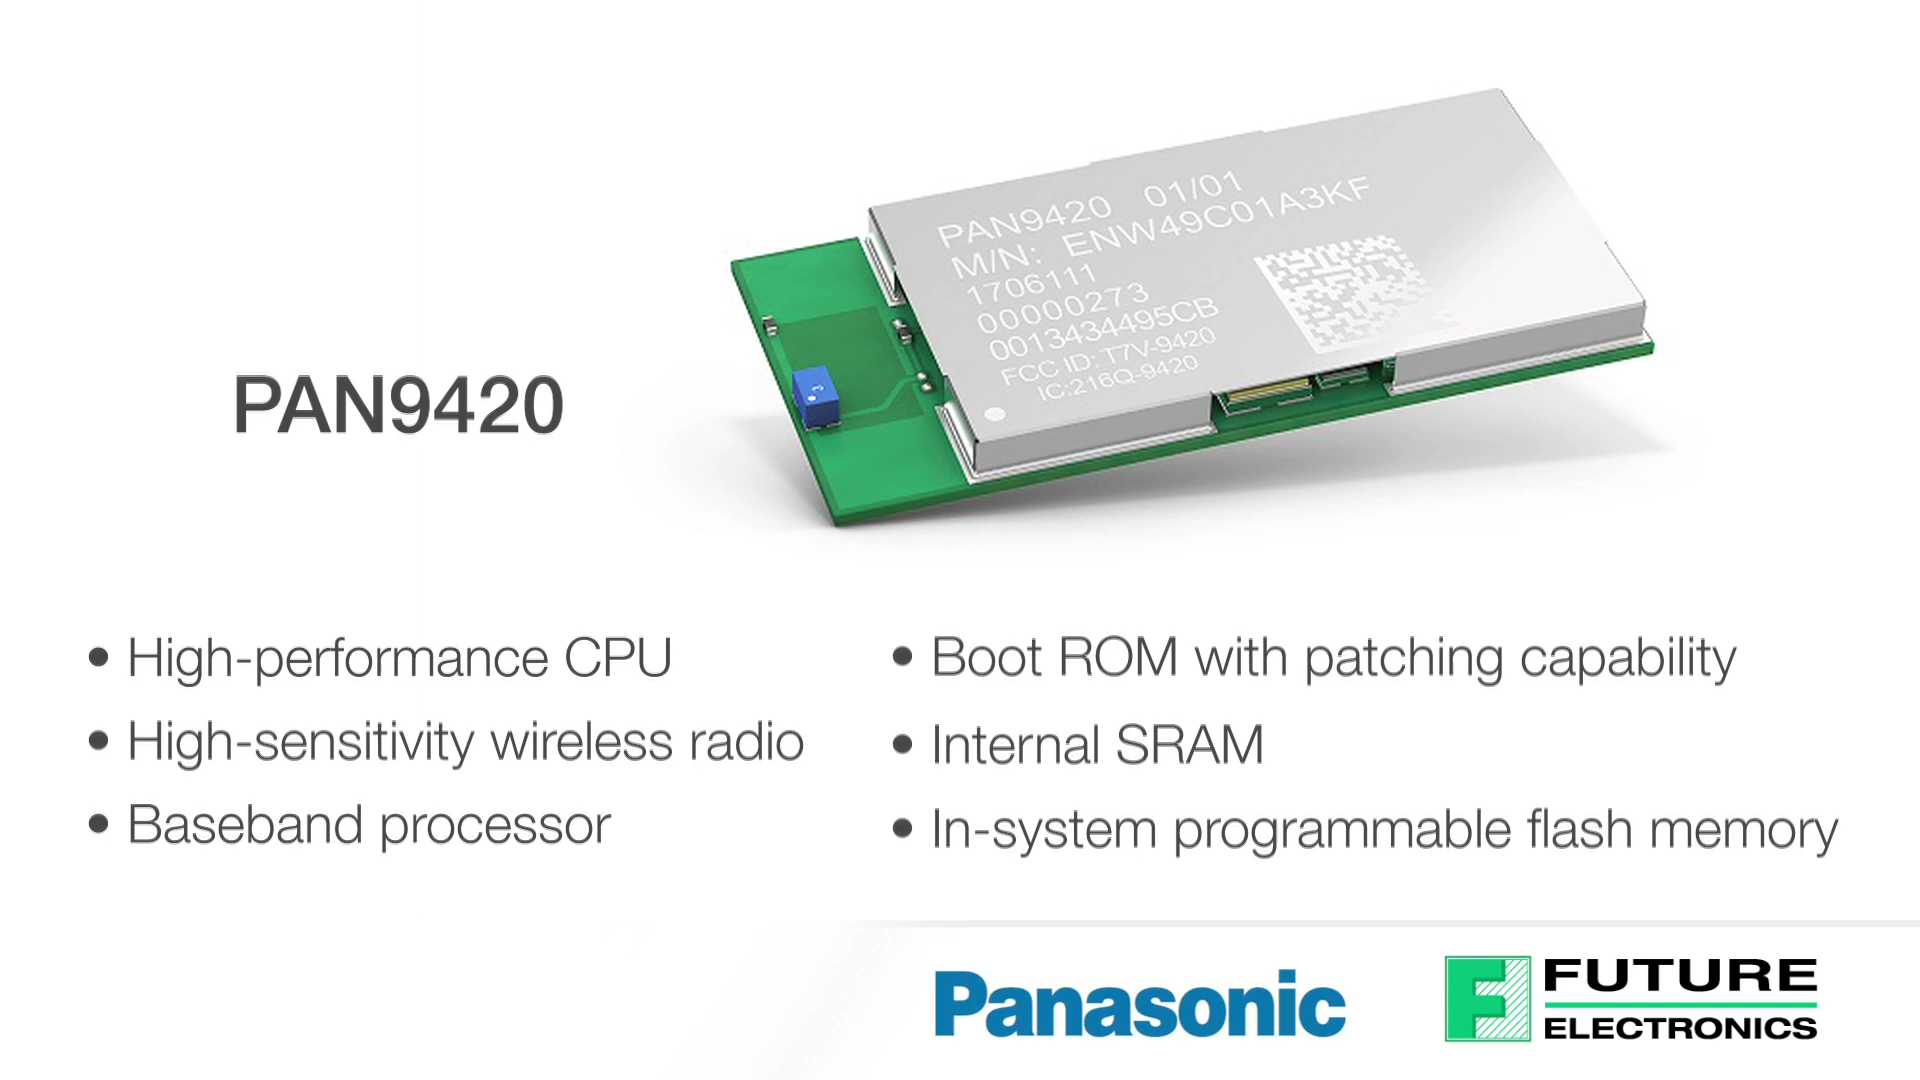 PAN9420 01/01
M/N: ENW49C01A3KF
1706111
00000273
0013434495CB
FCC ID: T7V-9420
IC:216Q-9420
3
PAN9420
• High-performance CPU
• High-sensitivity wireless radio
• Baseband processor
• Boot ROM with patching capability
• Internal SRAM
• In-system programmable flash memory
Panasonic
F
FUTURE
ELECTRONICS